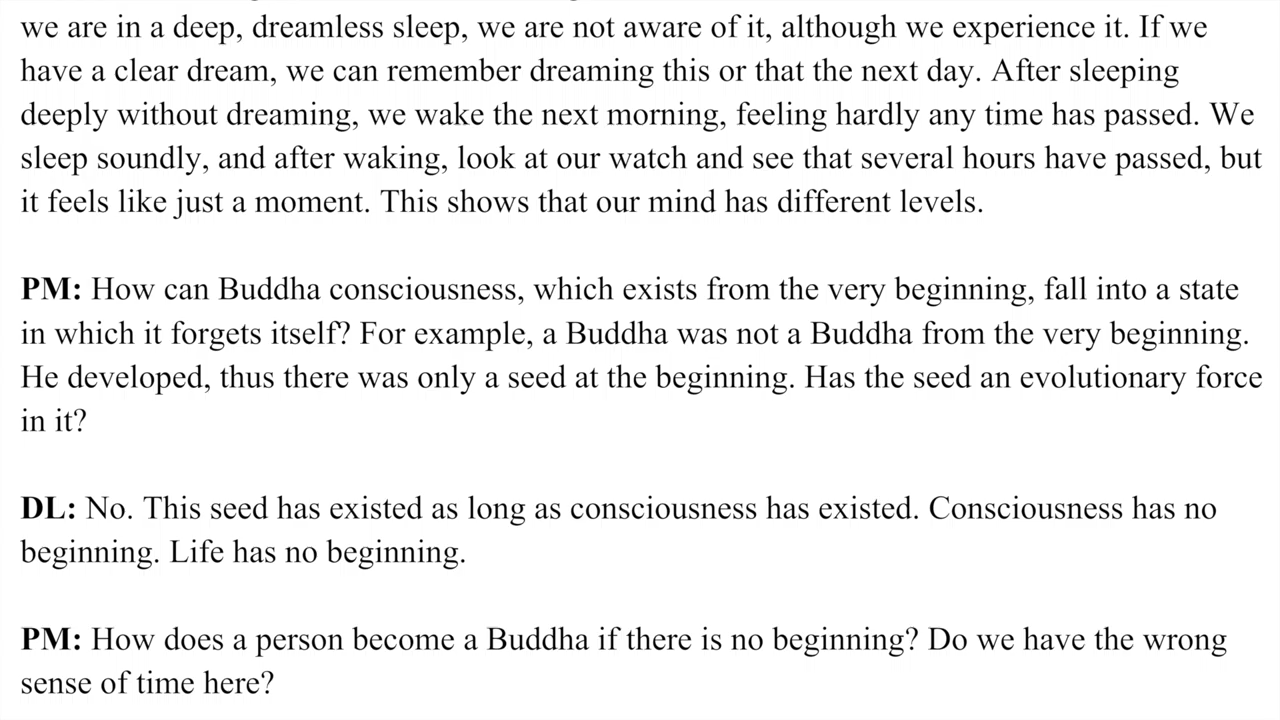 we are in a deep, dreamless sleep, we are not aware of it, although we experience it. If we
have a clear dream, we can remember dreaming this or that the next day. After sleeping
deeply without dreaming, we wake the next morning, feeling hardly any time has passed. We
sleep soundly, and after waking, look at our watch and see that several hours have passed, but
it feels like just a moment. This shows that our mind has different levels.
PM: How can Buddha consciousness, which exists from the very beginning, fall into a state
in which it forgets itself? For example, a Buddha was not a Buddha from the very beginning.
He developed, thus there was only a seed at the beginning. Has the seed an evolutionary force
in it?
DL: No. This seed has existed as long as consciousness has existed. Consciousness has no
beginning. Life has no beginning.
PM: How does a person become a Buddha if there is no beginning? Do we have the wrong
sense of time here?